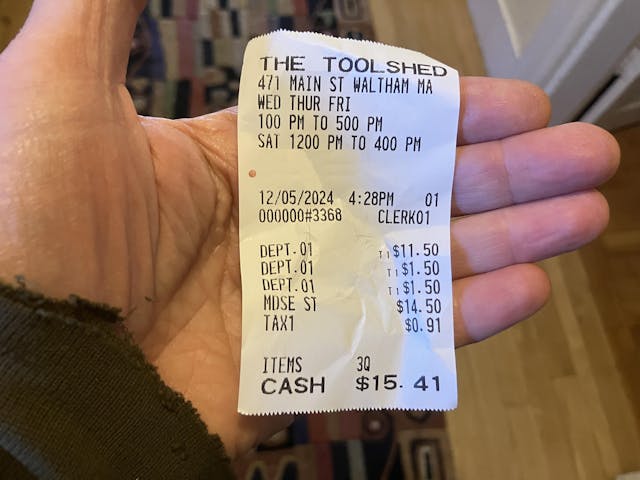 THE TOOLSHED
471 MAIN ST WALTHAM MA
WED THUR FRI
100 PM TO 500 PM
SAT 1200 PM TO 400 PM
12/05/2024 4:28PM 01
000000#3368 CLERK01
DEPT.01 T1 $11.50
DEPT.01 T1 $1.50
DEPT.01 T1 $1.50
MDSE ST $14.50
TAX1 $0.91
ITEMS 3Q
CASH $15.41